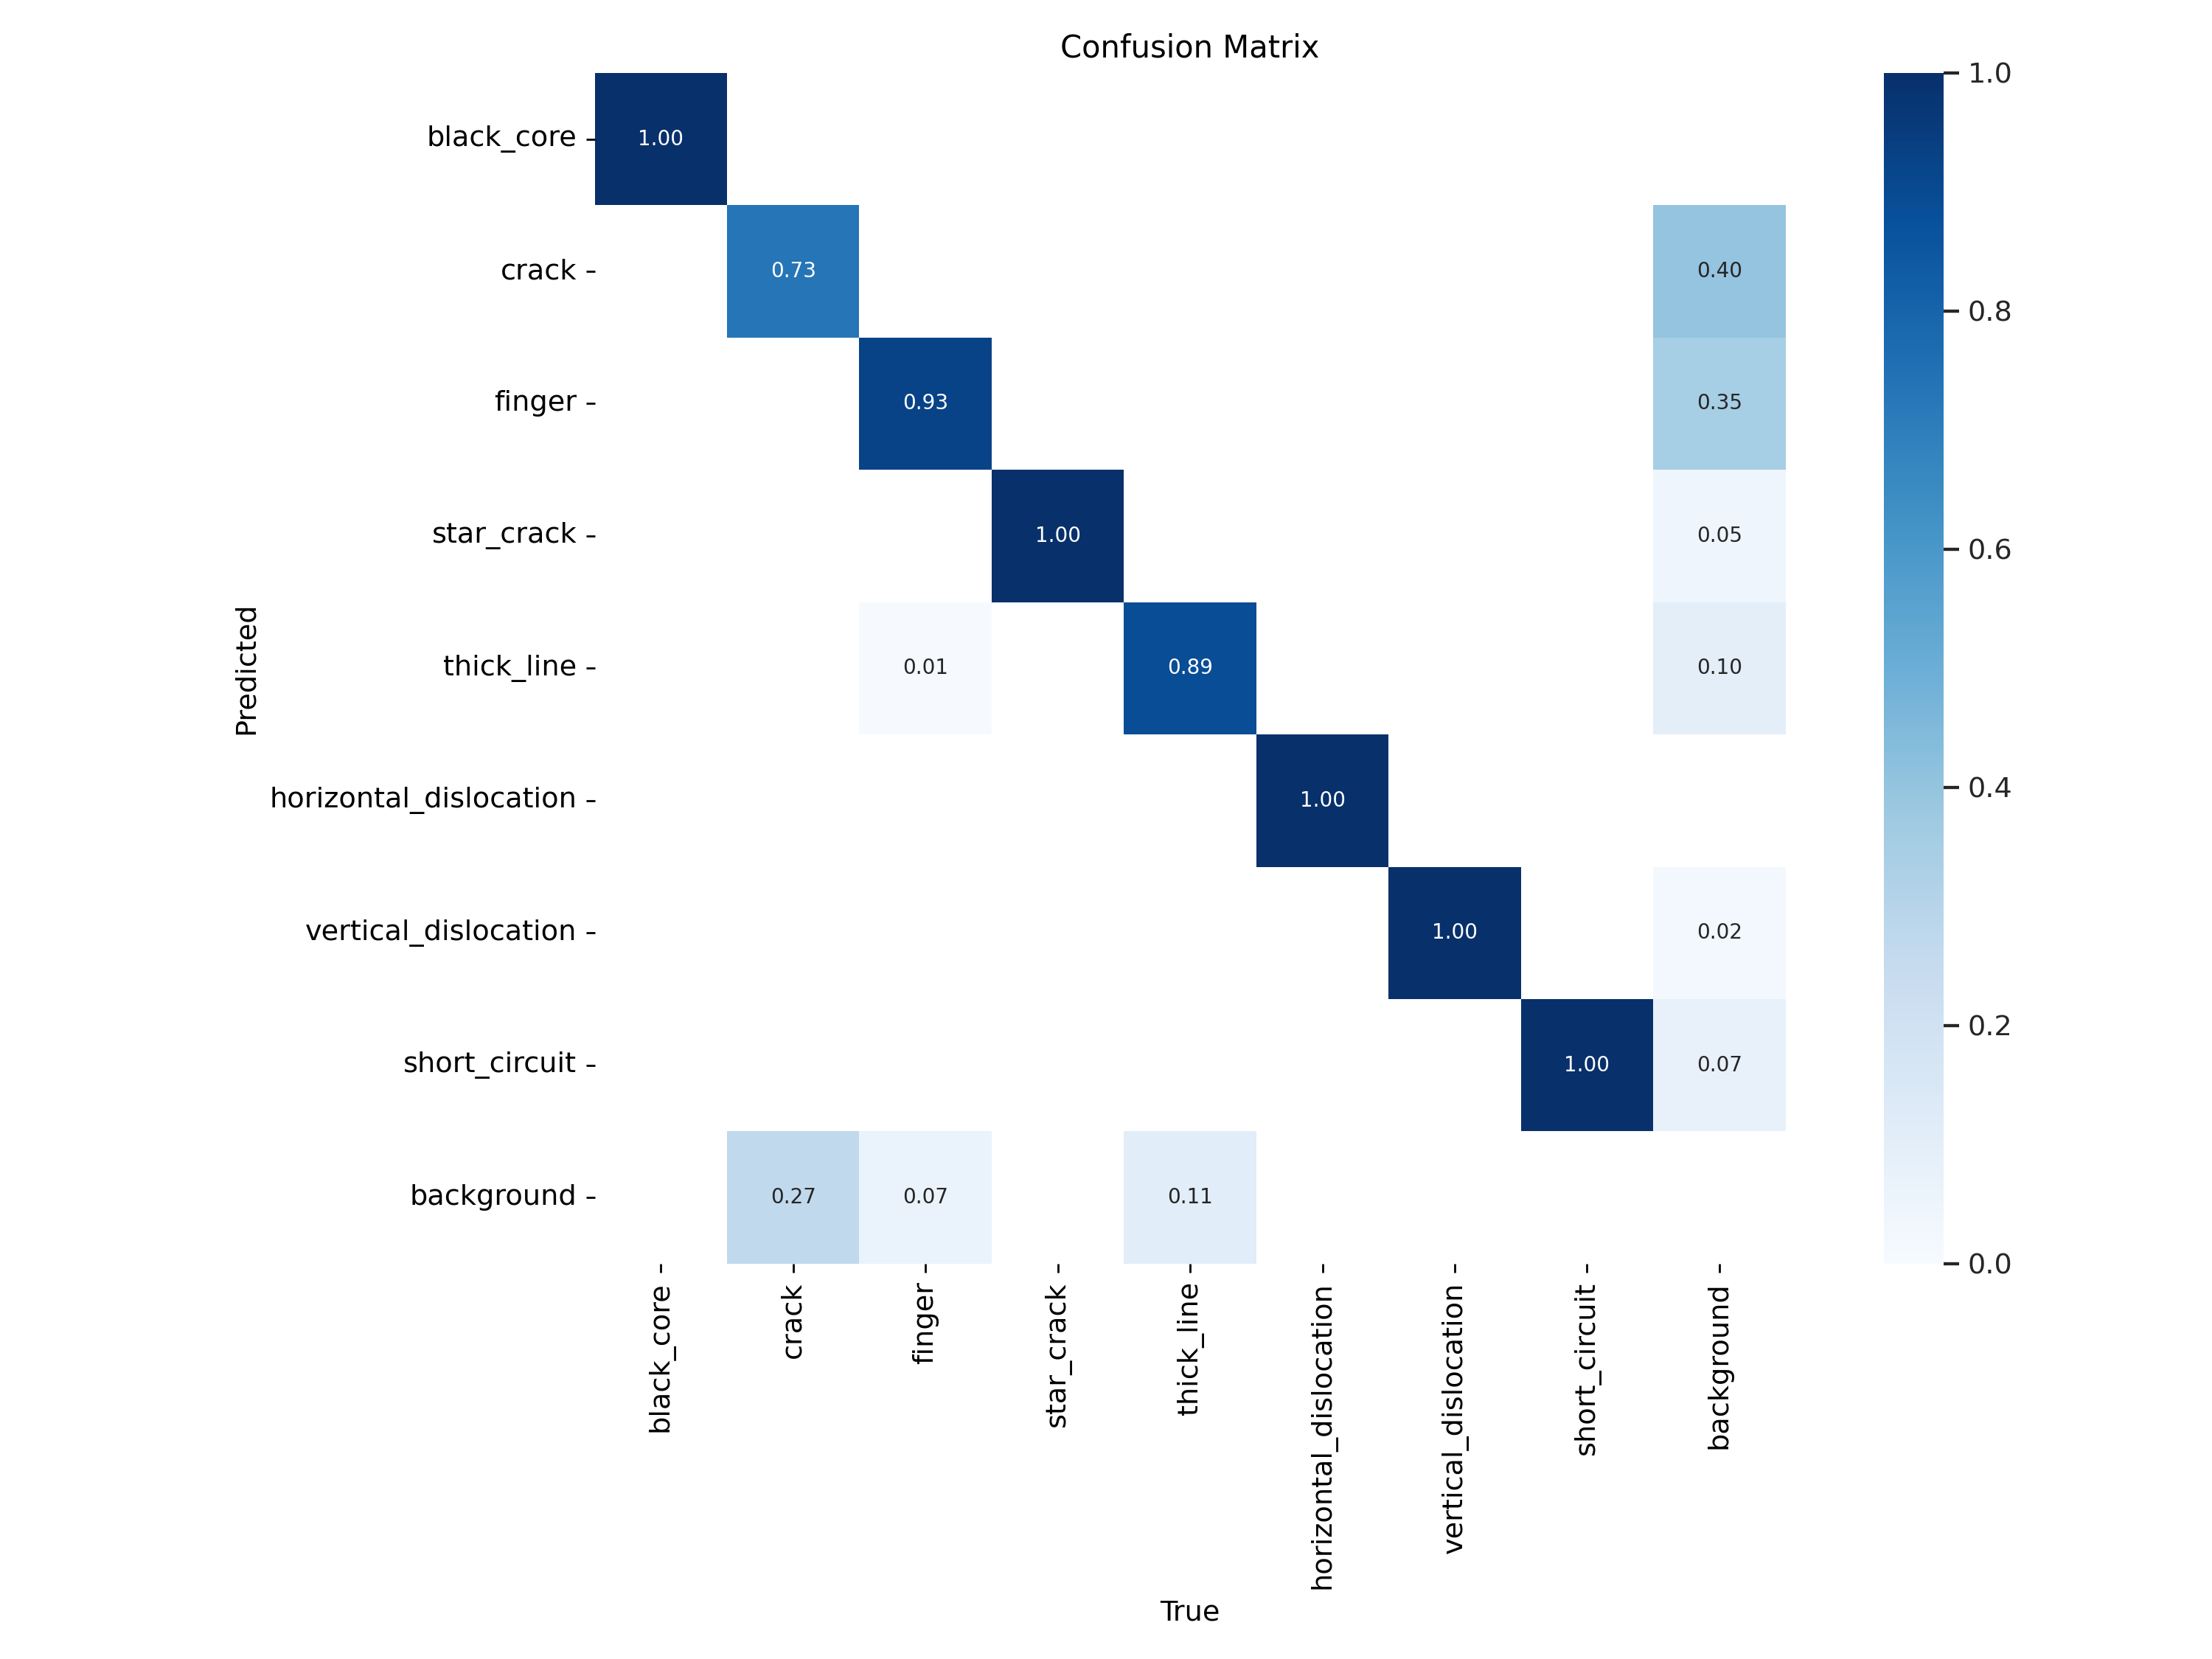 Confusion Matrix
black_core
1.00
1.0
crack
0.73
0.40
0.8
finger
0.93
0.35
star_crack
1.00
0.05
0.6
Predicted
thick_line
0.01
0.89
0.10
horizontal_dislocation
1.00
0.4
vertical_dislocation
1.00
0.02
short_circuit
1.00
0.07
0.2
background
0.27
0.07
0.11
0.0
black_core
crack
finger
star_crack
thick_line
horizontal_dislocation
vertical_dislocation
short_circuit
background
True